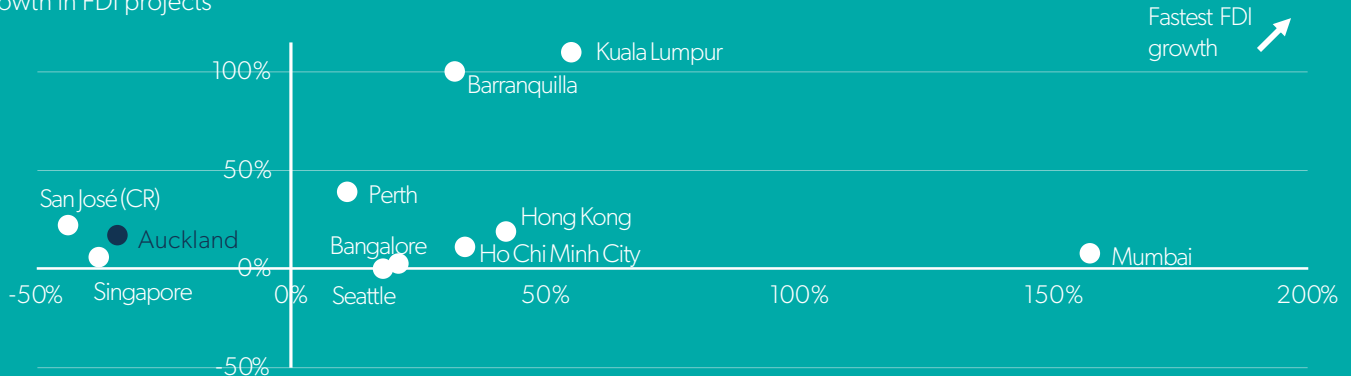 in FDI projects
Fastest FDI
growth
Kuala Lumpur
100%
Barranquilla
50%
San José (CR)
Perth
Hong Kong
Auckland
Bangalore
Ho Chi Minh City
Mumbai
0%
-50%
Singapore
0%
Seattle
50%
100%
150%
200%
-50%